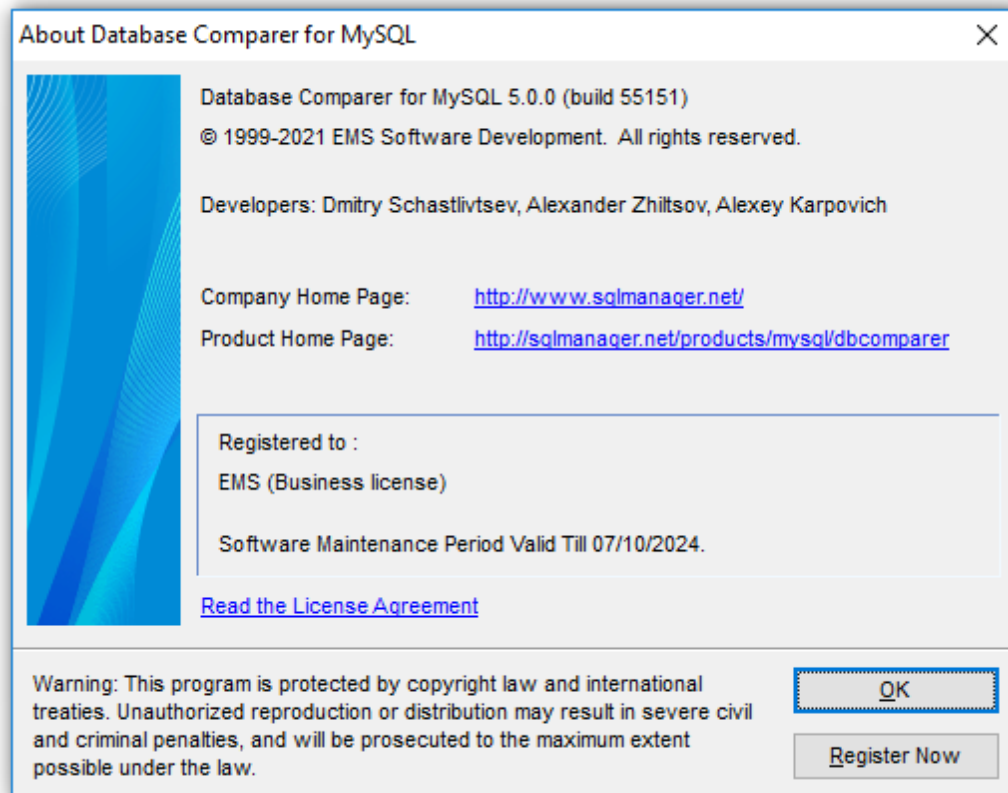 About Database Comparer for MySQL
Database Comparer for MySQL 5.0.0 (build 55151)
© 1999-2021 EMS Software Development. All rights reserved.
Developers: Dmitry Schastlivtsev, Alexander Zhiltsov, Alexey Karpovich
Company Home Page: http://www.sqlmanager.net/
Product Home Page: http://sqlmanager.net/products/mysql/dbcomparer
Registered to :
EMS (Business license)
Software Maintenance Period Valid Till 07/10/2024.
Read the License Agreement
Warning: This program is protected by copyright law and international
treaties. Unauthorized reproduction or distribution may result in severe civil
and criminal penalties, and will be prosecuted to the maximum extent
possible under the law.
OK
Register Now